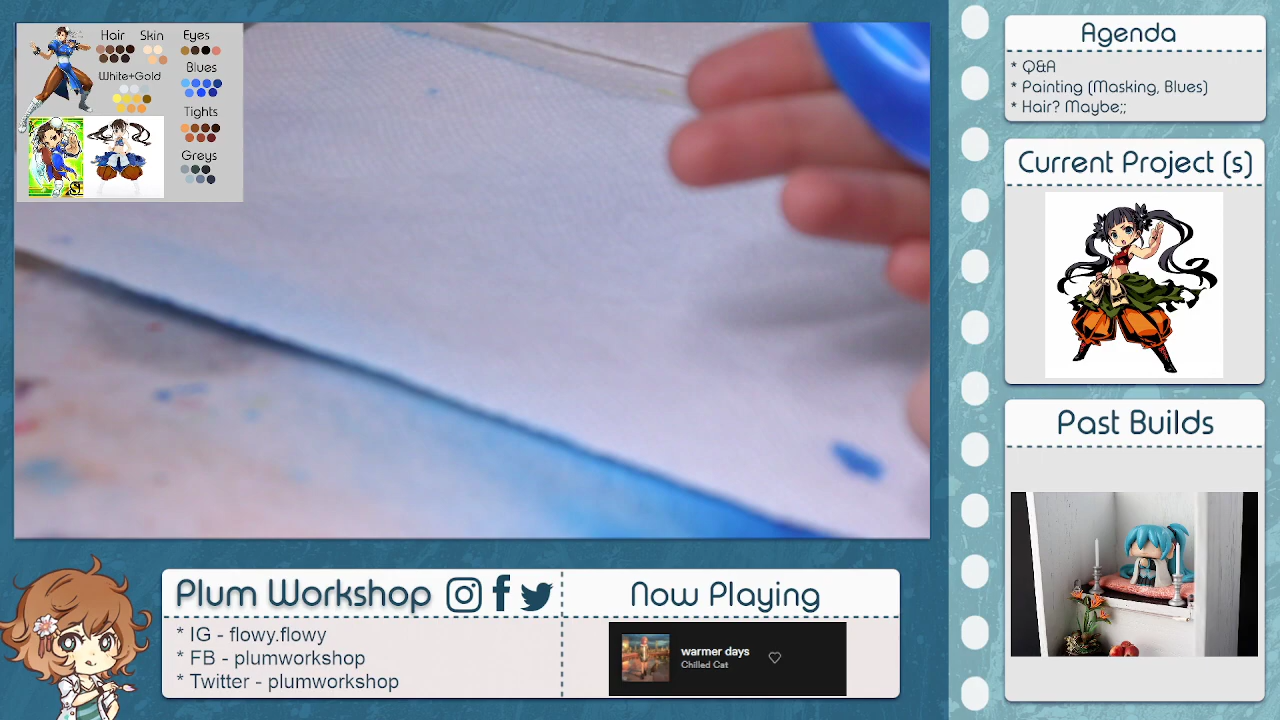 Hair Skin Eyes
White+Gold
Blues
Tights
Greys
Agenda
* Q&A
* Painting (Masking, Blues)
* Hair? Maybe;;
Current Project (s)
Past Builds
Plum Workshop
* IG - flowy.flowy
* FB - plumworkshop
* Twitter - plumworkshop
Now Playing
warmer days
Chilled Cat